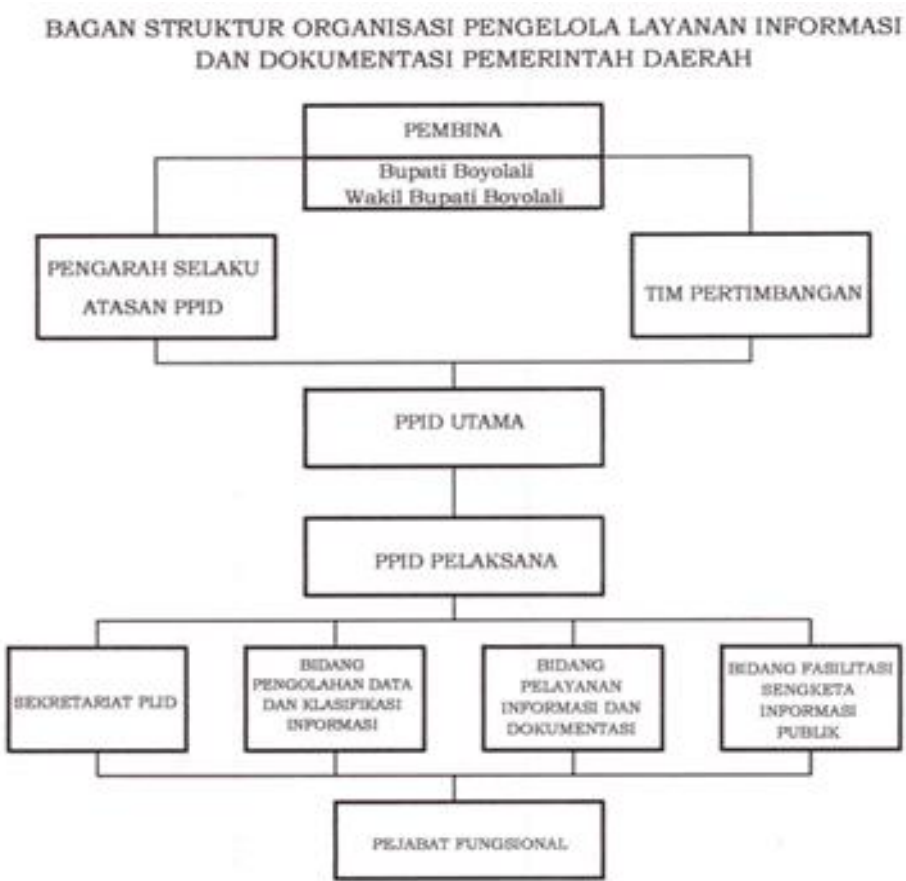 BAGAN STRUKTUR ORGANISASI PENGELOLA LAYANAN INFORMASI
DAN DOKUMENTASI PEMERINTAH DAERAH
PEMBINA
Bupati Boyolali
Wakil Bupati Boyolali
PENGARAH SELAKU
ATASAN PPID
TIM PERTIMBANGAN
PPID UTAMA
PPID PELAKSANA
SEKRETARIAT PLID
BIDANG
PENGOLAHAN DATA
DAN KLASIFIKASI
INFORMASI
BIDANG
PELAYANAN
INFORMASI DAN
DOKUMENTASI
BIDANG FASILITASI
SENGKETA
INFORMASI
PUBLIK
PEJABAT FUNGSIONAL